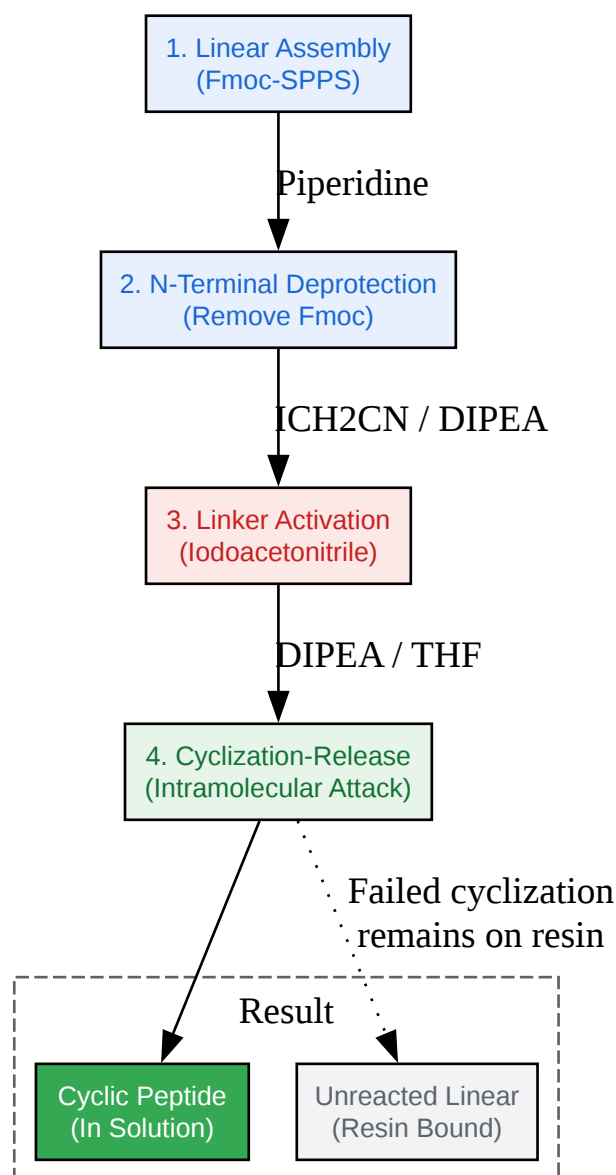 1. Linear Assembly
(Fmoc-SPPS)
Piperidine
2. N-Terminal Deprotection
(Remove Fmoc)
ICH2CN / DIPEA
3. Linker Activation
(Iodoacetonitrile)
DIPEA / THF
4. Cyclization-Release
(Intramolecular Attack)
Failed cyclization
remains on resin
Result
Cyclic Peptide
(In Solution)
Unreacted Linear
(Resin Bound)